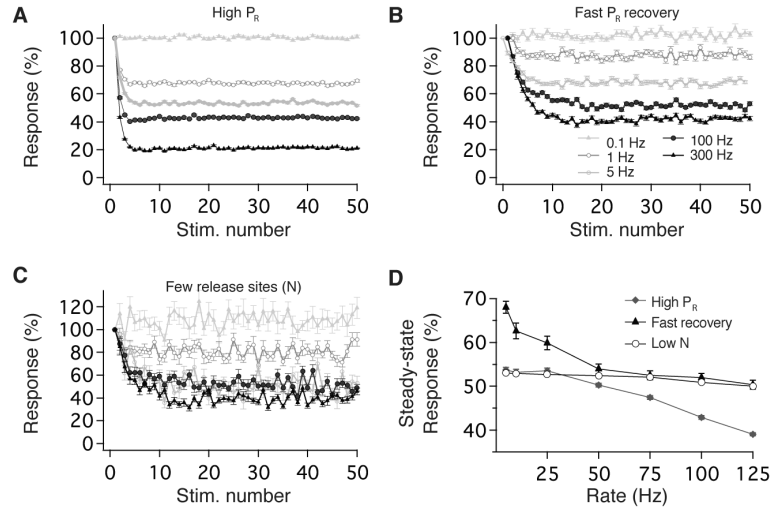 A
High P_R
Response (%)
100
80
60
40
20
0
0
10
20
30
40
50
Stim. number
B
Fast P_R recovery
Response (%)
100
80
60
40
20
0
0.1 Hz
1 Hz
5 Hz
100 Hz
300 Hz
0
10
20
30
40
50
Stim. number
C
Few release sites (N)
Response (%)
120
100
80
60
40
20
0
0
10
20
30
40
50
Stim. number
D
Steady-state
Response (%)
70
60
50
40
High P_R
Fast recovery
Low N
25
50
75
100
125
Rate (Hz)